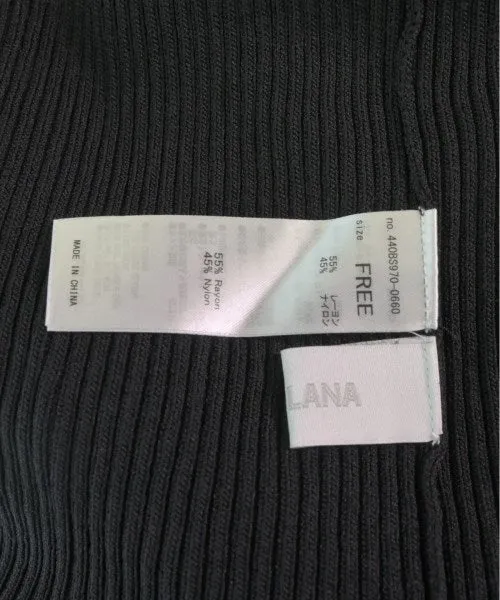 no. 4408S970-0660
size FREE
55% レーヨン
45% ナイロン
55% Rayon
45% Nylon
MADE IN CHINA
LANA